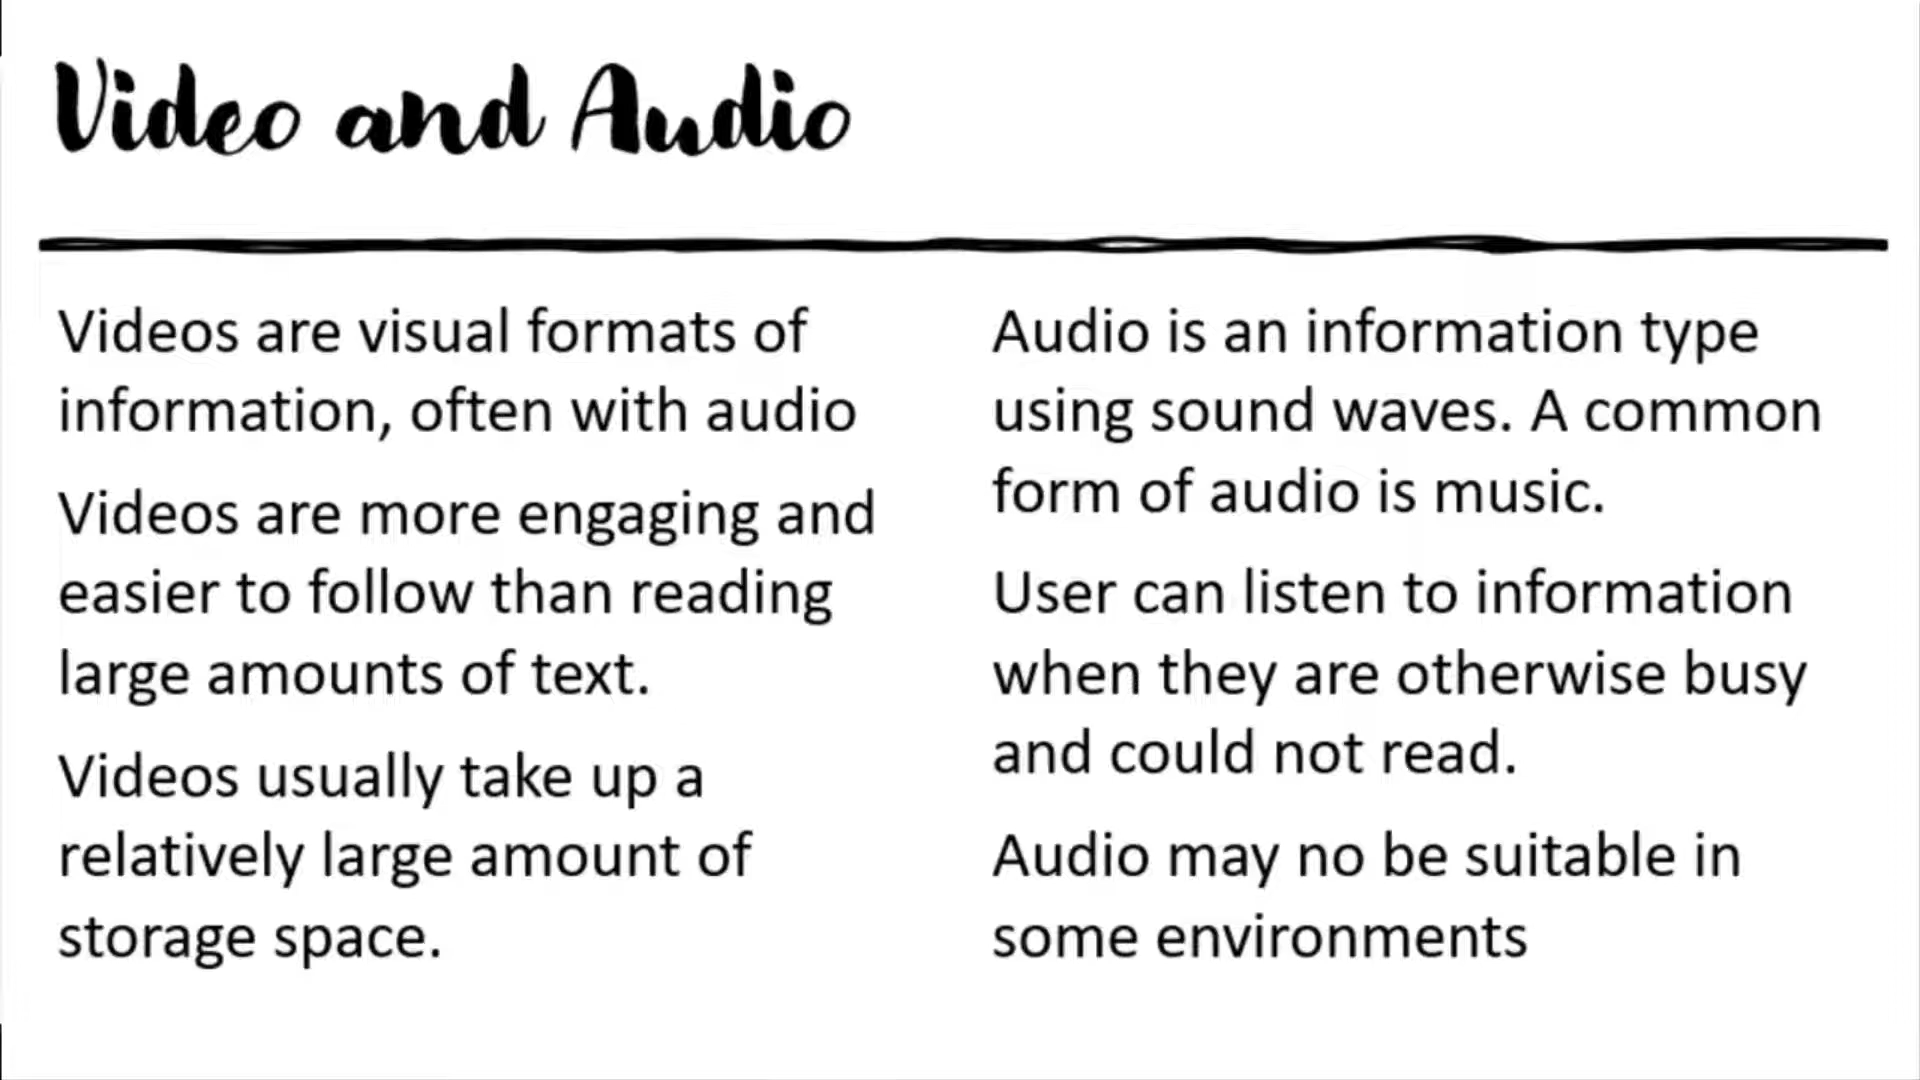 Video and Audio
Videos are visual formats of
information, often with audio
Videos are more engaging and
easier to follow than reading
large amounts of text.
Videos usually take up a
relatively large amount of
storage space.
Audio is an information type
using sound waves. A common
form of audio is music.
User can listen to information
when they are otherwise busy
and could not read.
Audio may no be suitable in
some environments